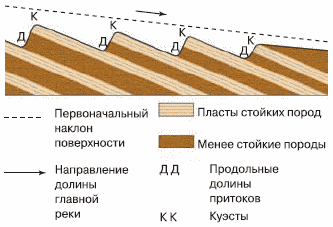 К К К К
Д Д Д Д
Первоначальный
наклон
поверхности
Направление
долины
главной
реки
Пласты стойких пород
Менее стойкие породы
Д Д Продольные
долины
притоков
К К Куэсты